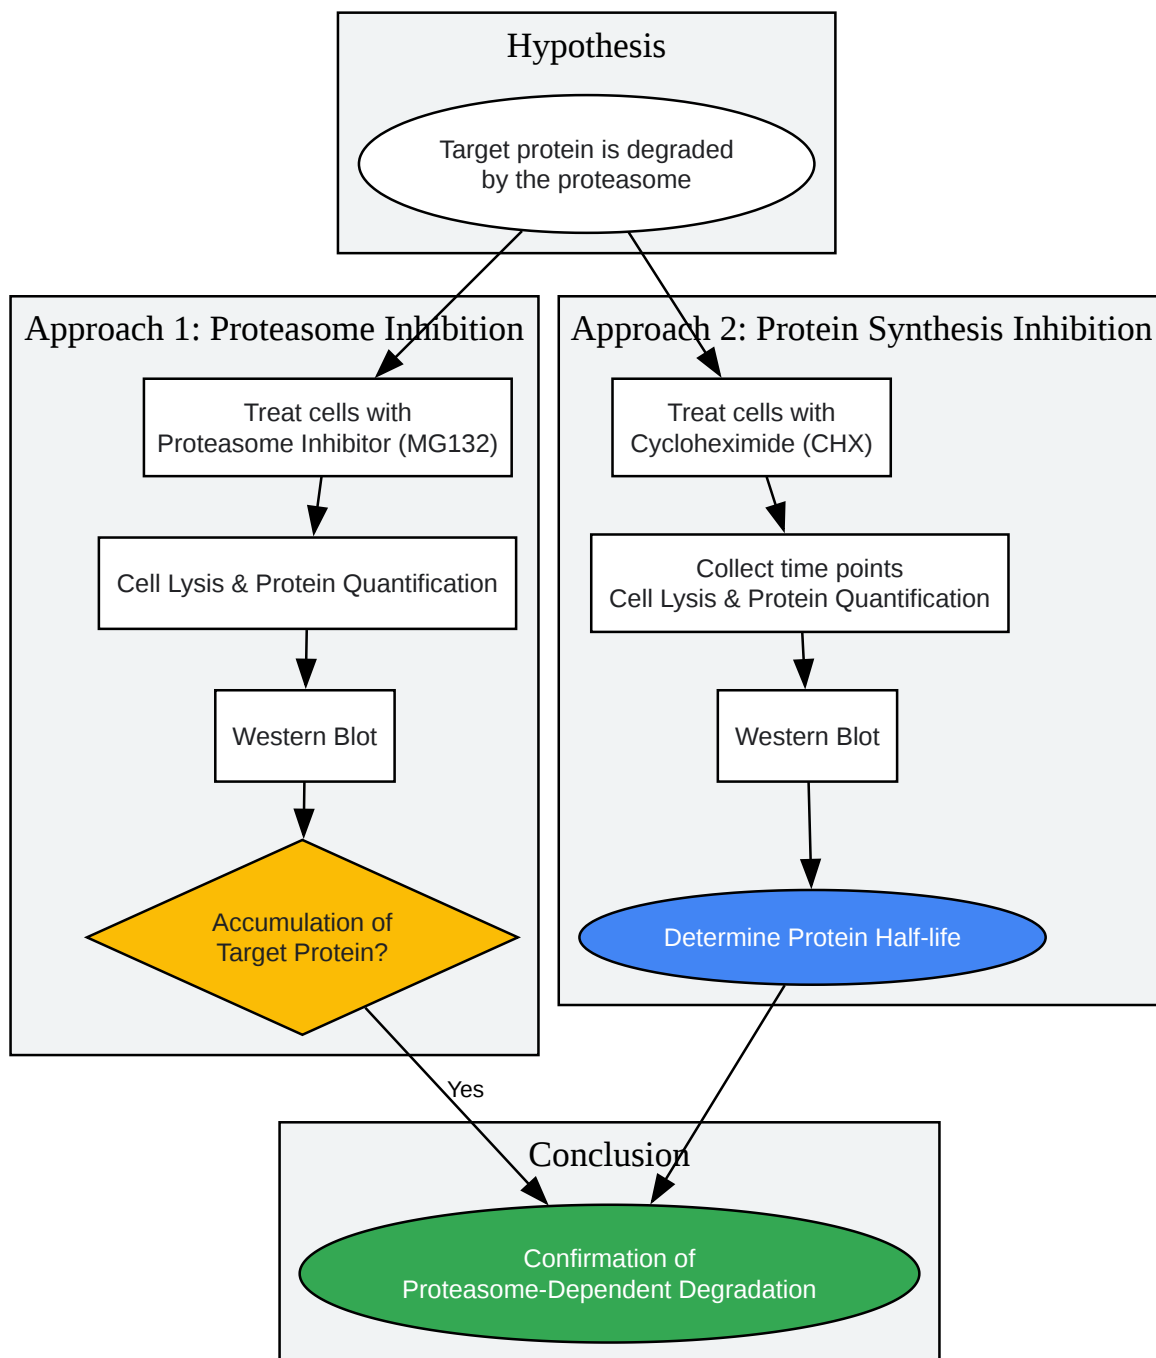 Hypothesis
Target protein is degraded
by the proteasome
Approach 1: Proteasome Inhibition
Treat cells with
Proteasome Inhibitor (MG132)
Cell Lysis & Protein Quantification
Western Blot
Accumulation of
Target Protein?
Yes
Approach 2: Protein Synthesis Inhibition
Treat cells with
Cycloheximide (CHX)
Collect time points
Cell Lysis & Protein Quantification
Western Blot
Determine Protein Half-life
Conclusion
Confirmation of
Proteasome-Dependent Degradation